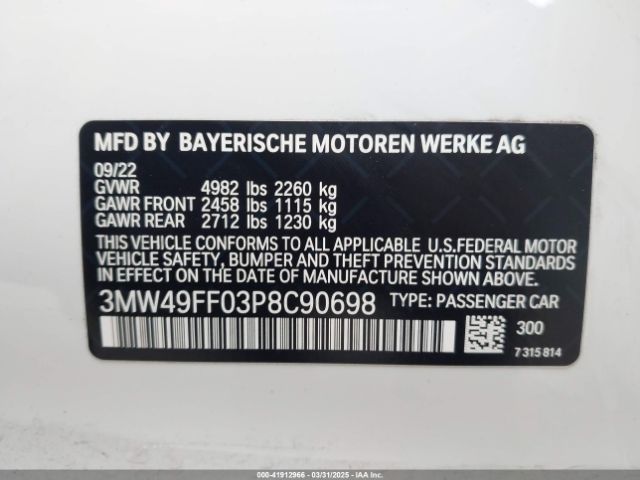 MFD BY BAYERISCHE MOTOREN WERKE AG
09/22
GVWR 4982 lbs 2260 kg
GAWR FRONT 2458 lbs 1115 kg
GAWR REAR 2712 lbs 1230 kg
THIS VEHICLE CONFORMS TO ALL APPLICABLE U.S.FEDERAL MOTOR
VEHICLE SAFETY, BUMPER AND THEFT PREVENTION STANDARDS
IN EFFECT ON THE DATE OF MANUFACTURE SHOWN ABOVE.
3MW49FF03P8C90698 TYPE: PASSENGER CAR
300
7315814
000-41912966 - 03/31/2025 - IAA Inc.